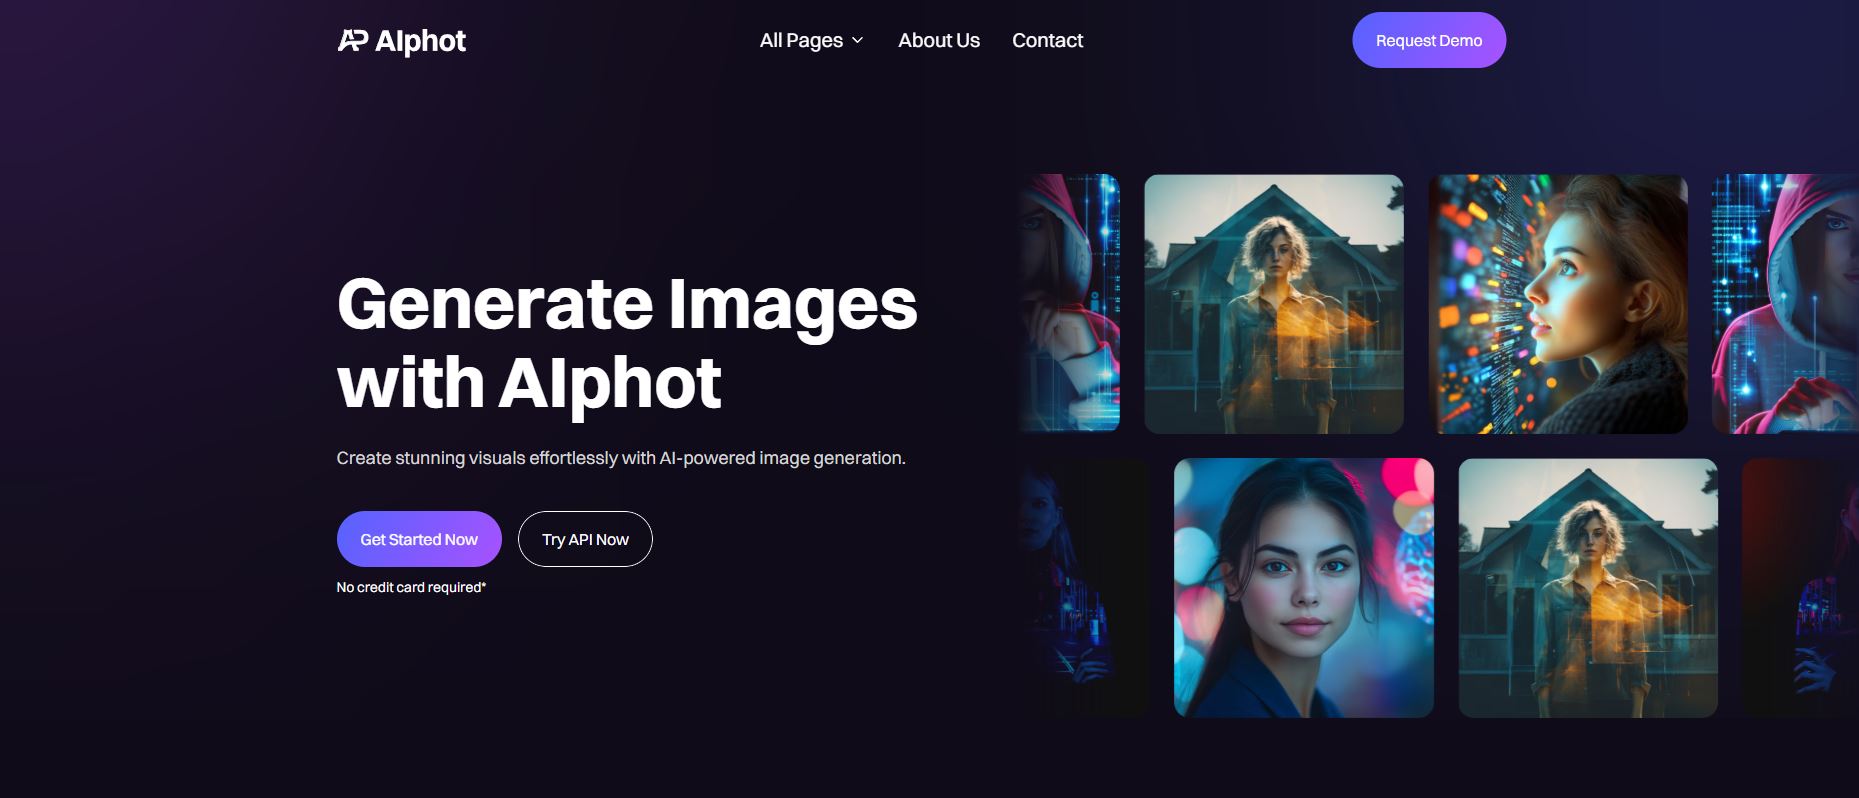 AP AIphot
All Pages
About Us
Contact
Request Demo
Generate Images
with AIphot
Create stunning visuals effortlessly with AI-powered image generation.
Get Started Now
Try API Now
No credit card required*